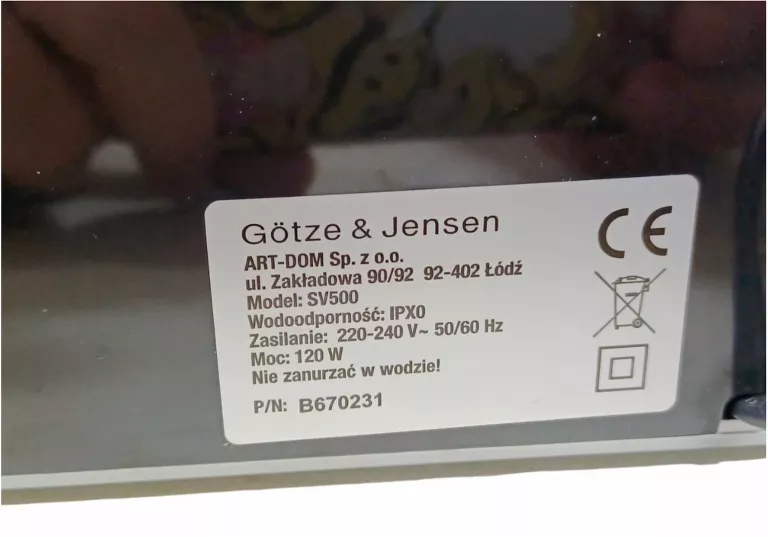 Götze & Jensen
ART-DOM Sp. z o.o.
ul. Zakładowa 90/92 92-402 Łódź
Model: SV500
Wodoodporność: IPX0
Zasilanie: 220-240 V~ 50/60 Hz
Moc: 120 W
Nie zanurzać w wodzie!
P/N: B670231
CE